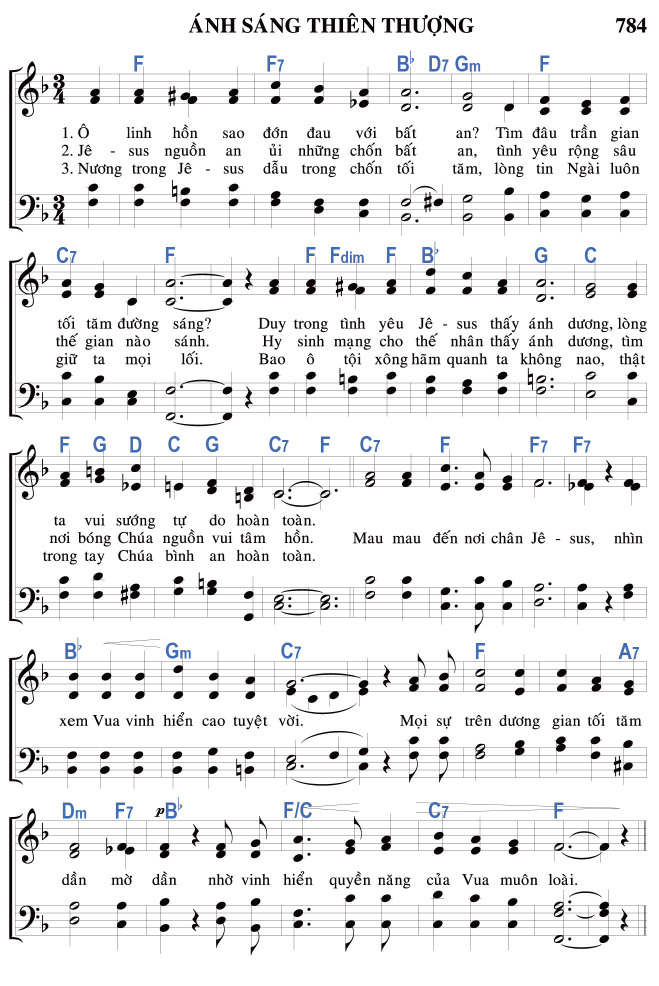 ÁNH SÁNG THIÊN THƯỢNG 784
F F7 B♭ D7 Gm F
1. Ô linh hồn sao đớn đau với bất an? Tìm đâu trần gian
2. Jê - sus nguồn an ủi những chốn bất an, tình yêu rộng sâu
3. Nương trong Jê - sus dẫu trong chốn tối tăm, lòng tin Ngài luôn
C7 F F Fdim F B♭ G C
tối tăm đường sáng? Duy trong tình yêu Jê - sus thấy ánh dương, lòng
thế gian nào sánh. Hy sinh mạng cho thế nhân thấy ánh dương, tìm
giữ ta mọi lối. Bao ô tội xông hãm quanh ta không nao, thật
F G D C G C7 F C7 F F7 F7
ta vui sướng tự do hoàn toàn.
nơi bóng Chúa nguồn vui tâm hồn. Mau mau đến nơi chân Jê - sus, nhìn
trong tay Chúa bình an hoàn toàn.
B♭ Gm C7 F A7
xem Vua vinh hiển cao tuyệt vời. Mọi sự trên dương gian tối tăm
Dm F7 p B♭ F/C C7 F
dần mờ dần nhờ vinh hiển quyền năng của Vua muôn loài.